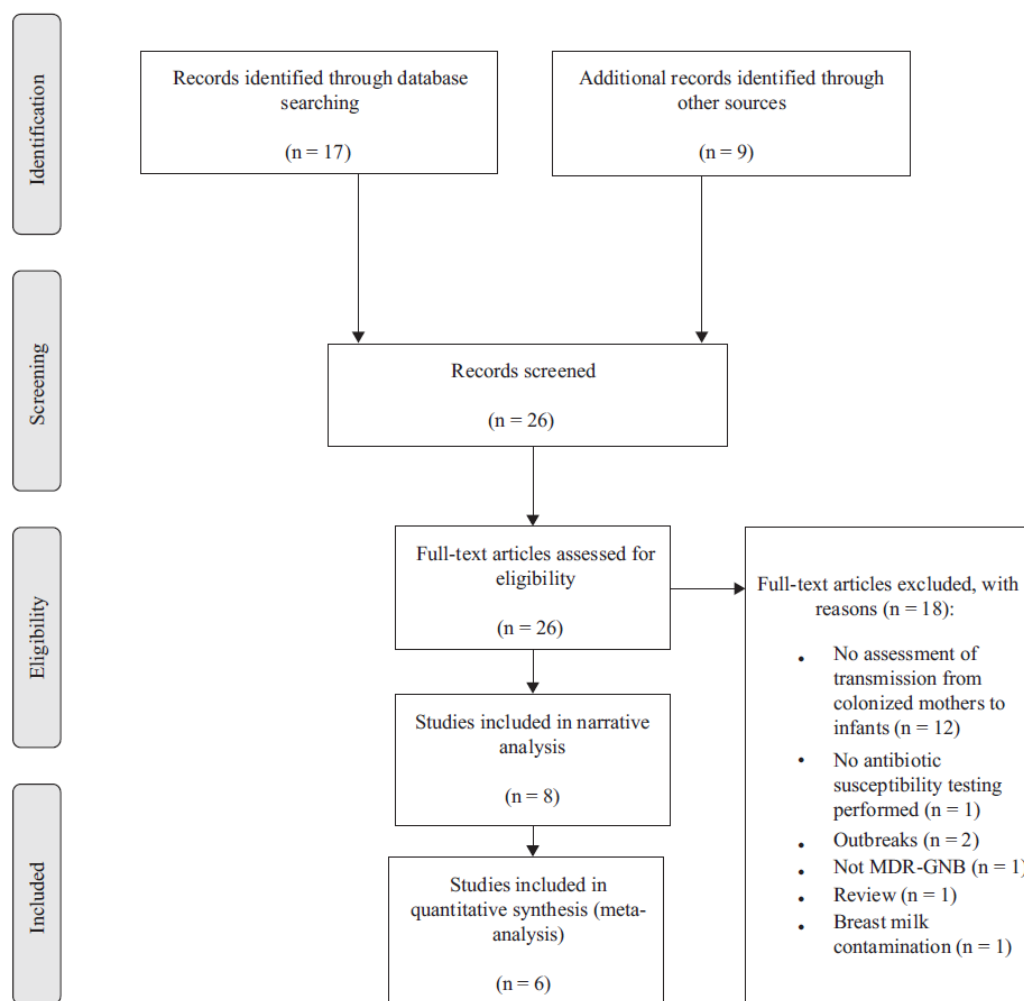 Identification
Records identified through database
searching
(n = 17)
Additional records identified through
other sources
(n = 9)
Screening
Records screened
(n = 26)
Eligibility
Full-text articles assessed for
eligibility
(n = 26)
Full-text articles excluded, with
reasons (n = 18):
• No assessment of
transmission from
colonized mothers to
infants (n = 12)
• No antibiotic
susceptibility testing
performed (n = 1)
• Outbreaks (n = 2)
• Not MDR-GNB (n = 1)
• Review (n = 1)
• Breast milk
contamination (n = 1)
Studies included in narrative
analysis
(n = 8)
Included
Studies included in
quantitative synthesis (meta-
analysis)
(n = 6)